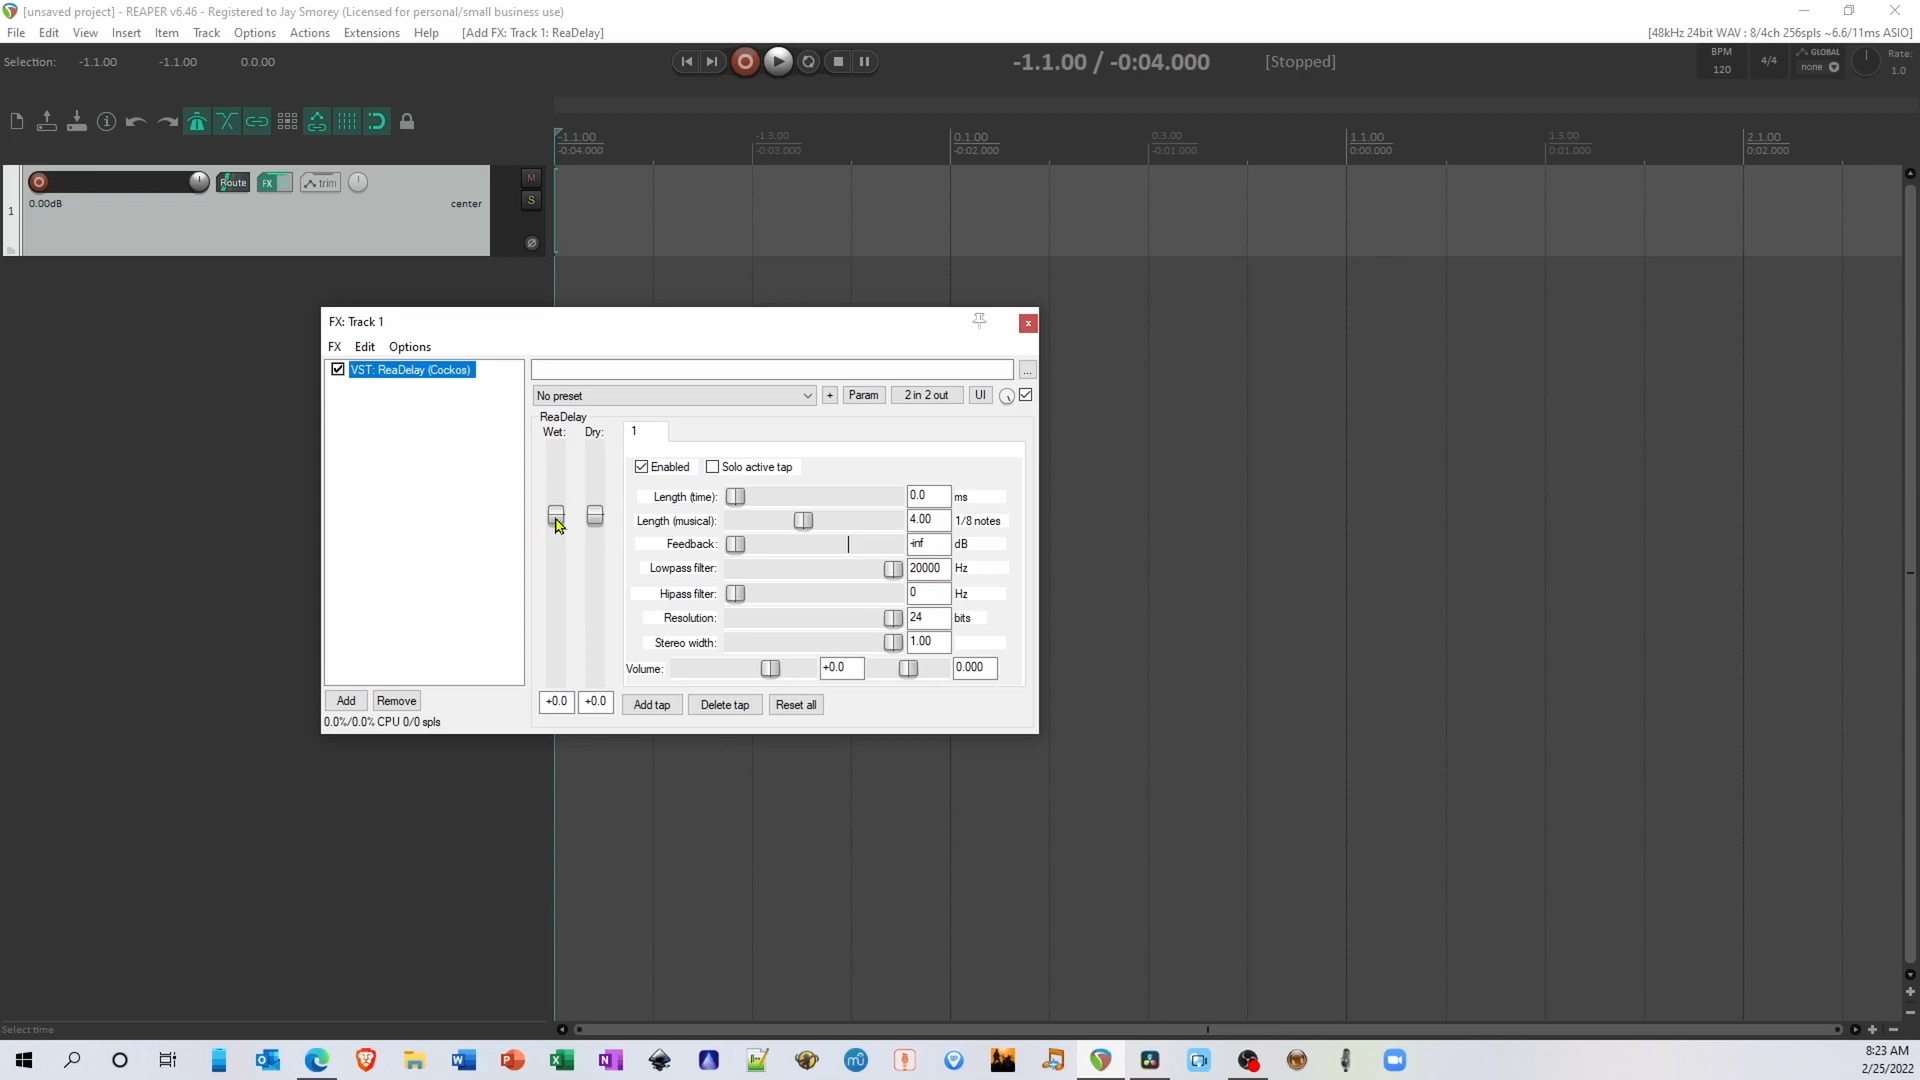 [unsaved project] - REAPER v6.46 - Registered to Jay Smorey (Licensed for personal/small business use)
File Edit View Insert Item Track Options Actions Extensions Help [Add FX: Track 1: ReaDelay] [48kHz 24bit WAV : 8/4ch 256spls ~6.6/11ms ASIO]
Selection: -1.1.00 -1.1.00 0.0.00
-1.1.00 / -0:04.000 [Stopped]
BPM
120
4/4
GLOBAL
none
Rate:
1.0
-1.1.00 -1.3.00 0.1.00 0.3.00 1.1.00 1.3.00 2.1.00
-0:04.000 -0:03.000 -0:02.000 -0:01.000 0:00.000 0:01.000 0:02.000
1
Route FX trim
0.00dB center
M
S
FX: Track 1
x
FX Edit Options
VST: ReaDelay (Cockos)
...
No preset + Param 2 in 2 out UI
ReaDelay
Wet: Dry: 1
Enabled Solo active tap
Length (time): 0.0 ms
Length (musical): 4.00 1/8 notes
Feedback: -inf dB
Lowpass filter: 20000 Hz
Hipass filter: 0 Hz
Resolution: 24 bits
Stereo width: 1.00
Volume: +0.0 0.000
Add Remove +0.0 +0.0 Add tap Delete tap Reset all
0.0%/0.0% CPU 0/0 spls
Select time
8:23 AM
2/25/2022